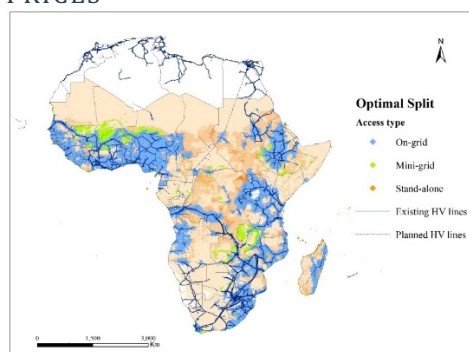 PRICES
N
Optimal Split
Access type
On-grid
Mini-grid
Stand-alone
Existing HV lines
Planned HV lines
0 1,500 3,000
Km